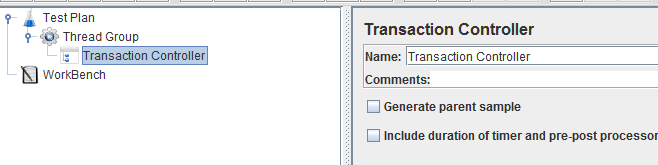 Test Plan
Thread Group
Transaction Controller
WorkBench
Transaction Controller
Name: Transaction Controller
Comments:
Generate parent sample
Include duration of timer and pre-post processor